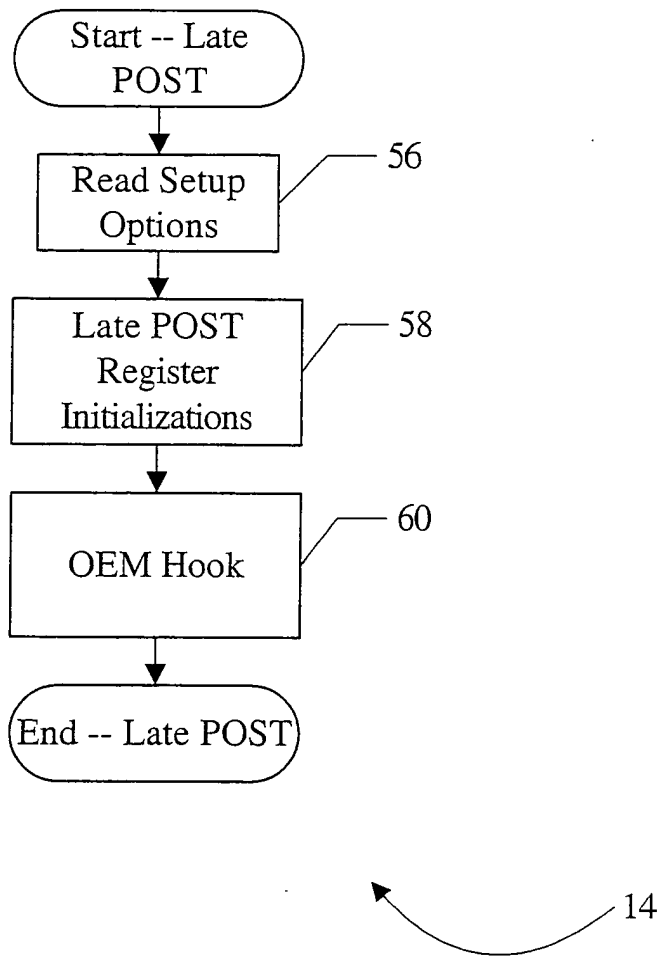 Start -- Late
POST
56
Read Setup
Options
58
Late POST
Register
Initializations
60
OEM Hook
End -- Late POST
14